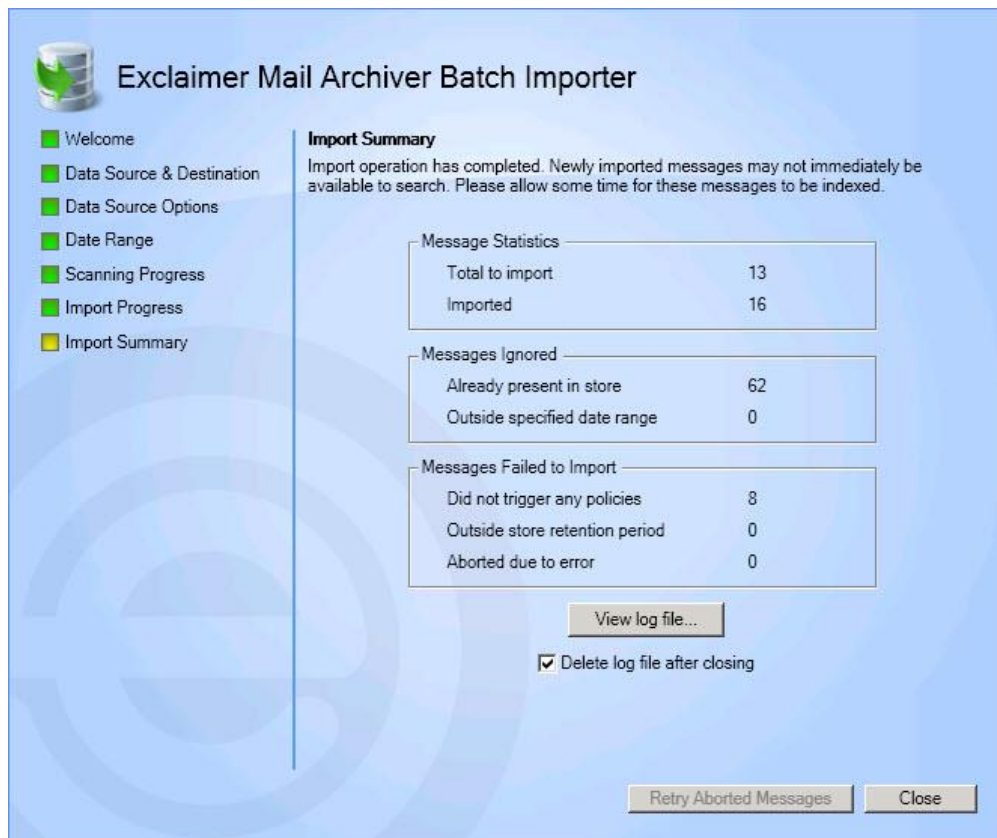 Exclaimer Mail Archiver Batch Importer
Welcome
Data Source & Destination
Data Source Options
Date Range
Scanning Progress
Import Progress
Import Summary
Import Summary
Import operation has completed. Newly imported messages may not immediately be
available to search. Please allow some time for these messages to be indexed.
Message Statistics
Total to import 13
Imported 16
Messages Ignored
Already present in store 62
Outside specified date range 0
Messages Failed to Import
Did not trigger any policies 8
Outside store retention period 0
Aborted due to error 0
View log file...
Delete log file after closing
Retry Aborted Messages Close